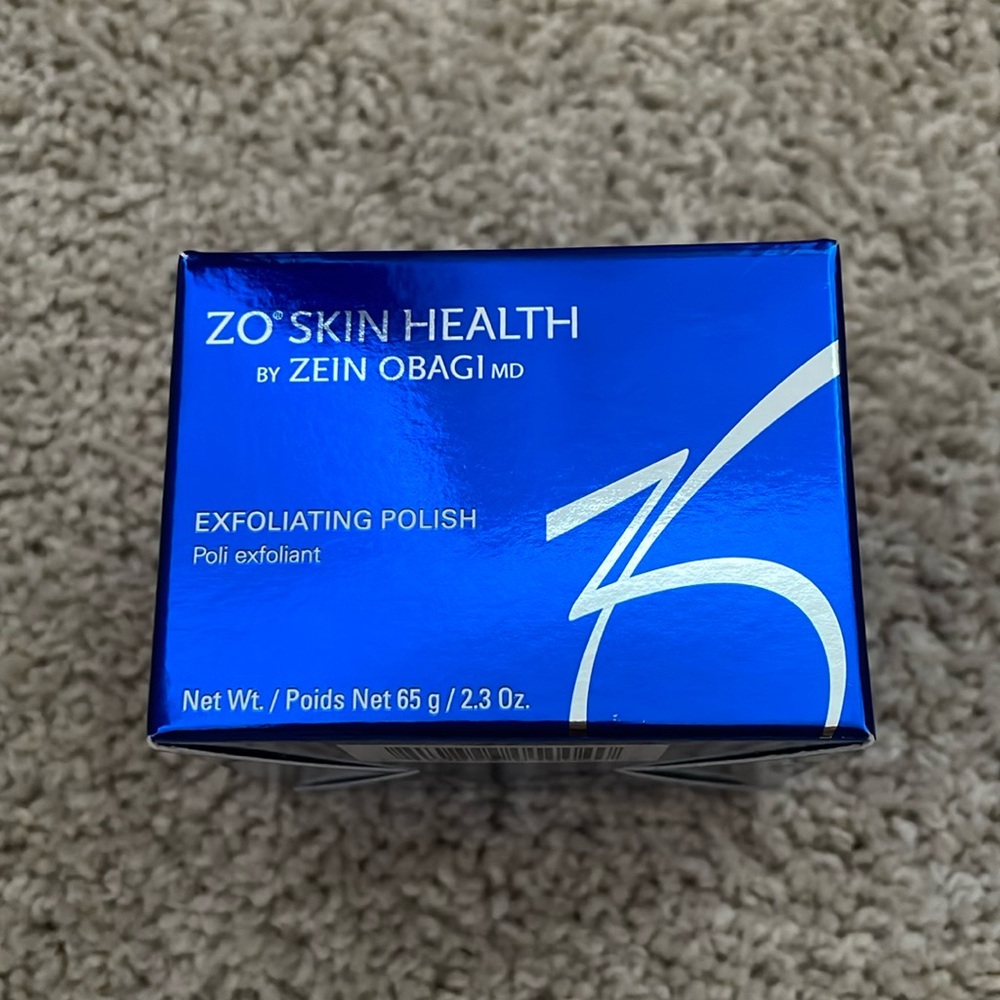 ZO® SKIN HEALTH
BY ZEIN OBAGI MD
EXFOLIATING POLISH
Poli exfoliant
Net Wt. / Poids Net 65 g / 2.3 Oz.